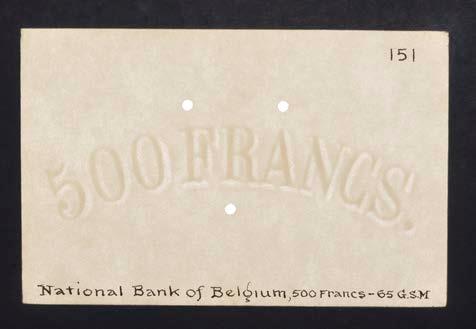 151
500 FRANCS.
National Bank of Belgium, 500 Francs - 65 G.S.M